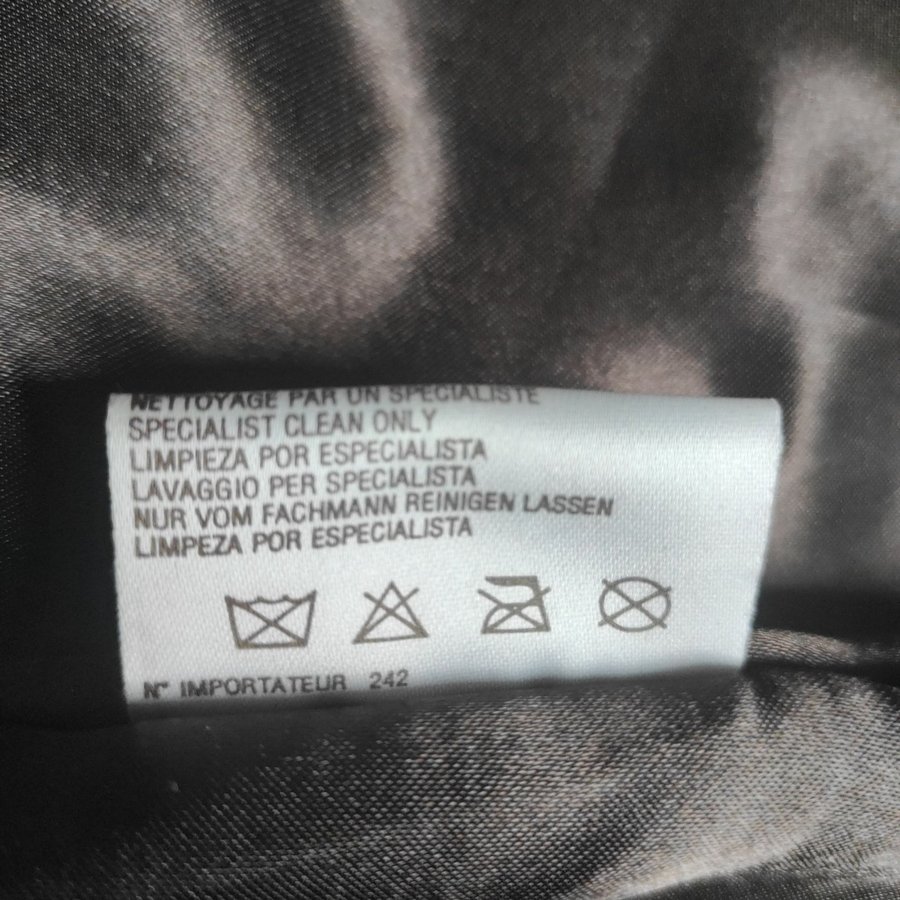 NETTOYAGE PAR UN SPECIALISTE
SPECIALIST CLEAN ONLY
LIMPIEZA POR ESPECIALISTA
LAVAGGIO PER SPECIALISTA
NUR VOM FACHMANN REINIGEN LASSEN
LIMPEZA POR ESPECIALISTA
N° IMPORTATEUR 242